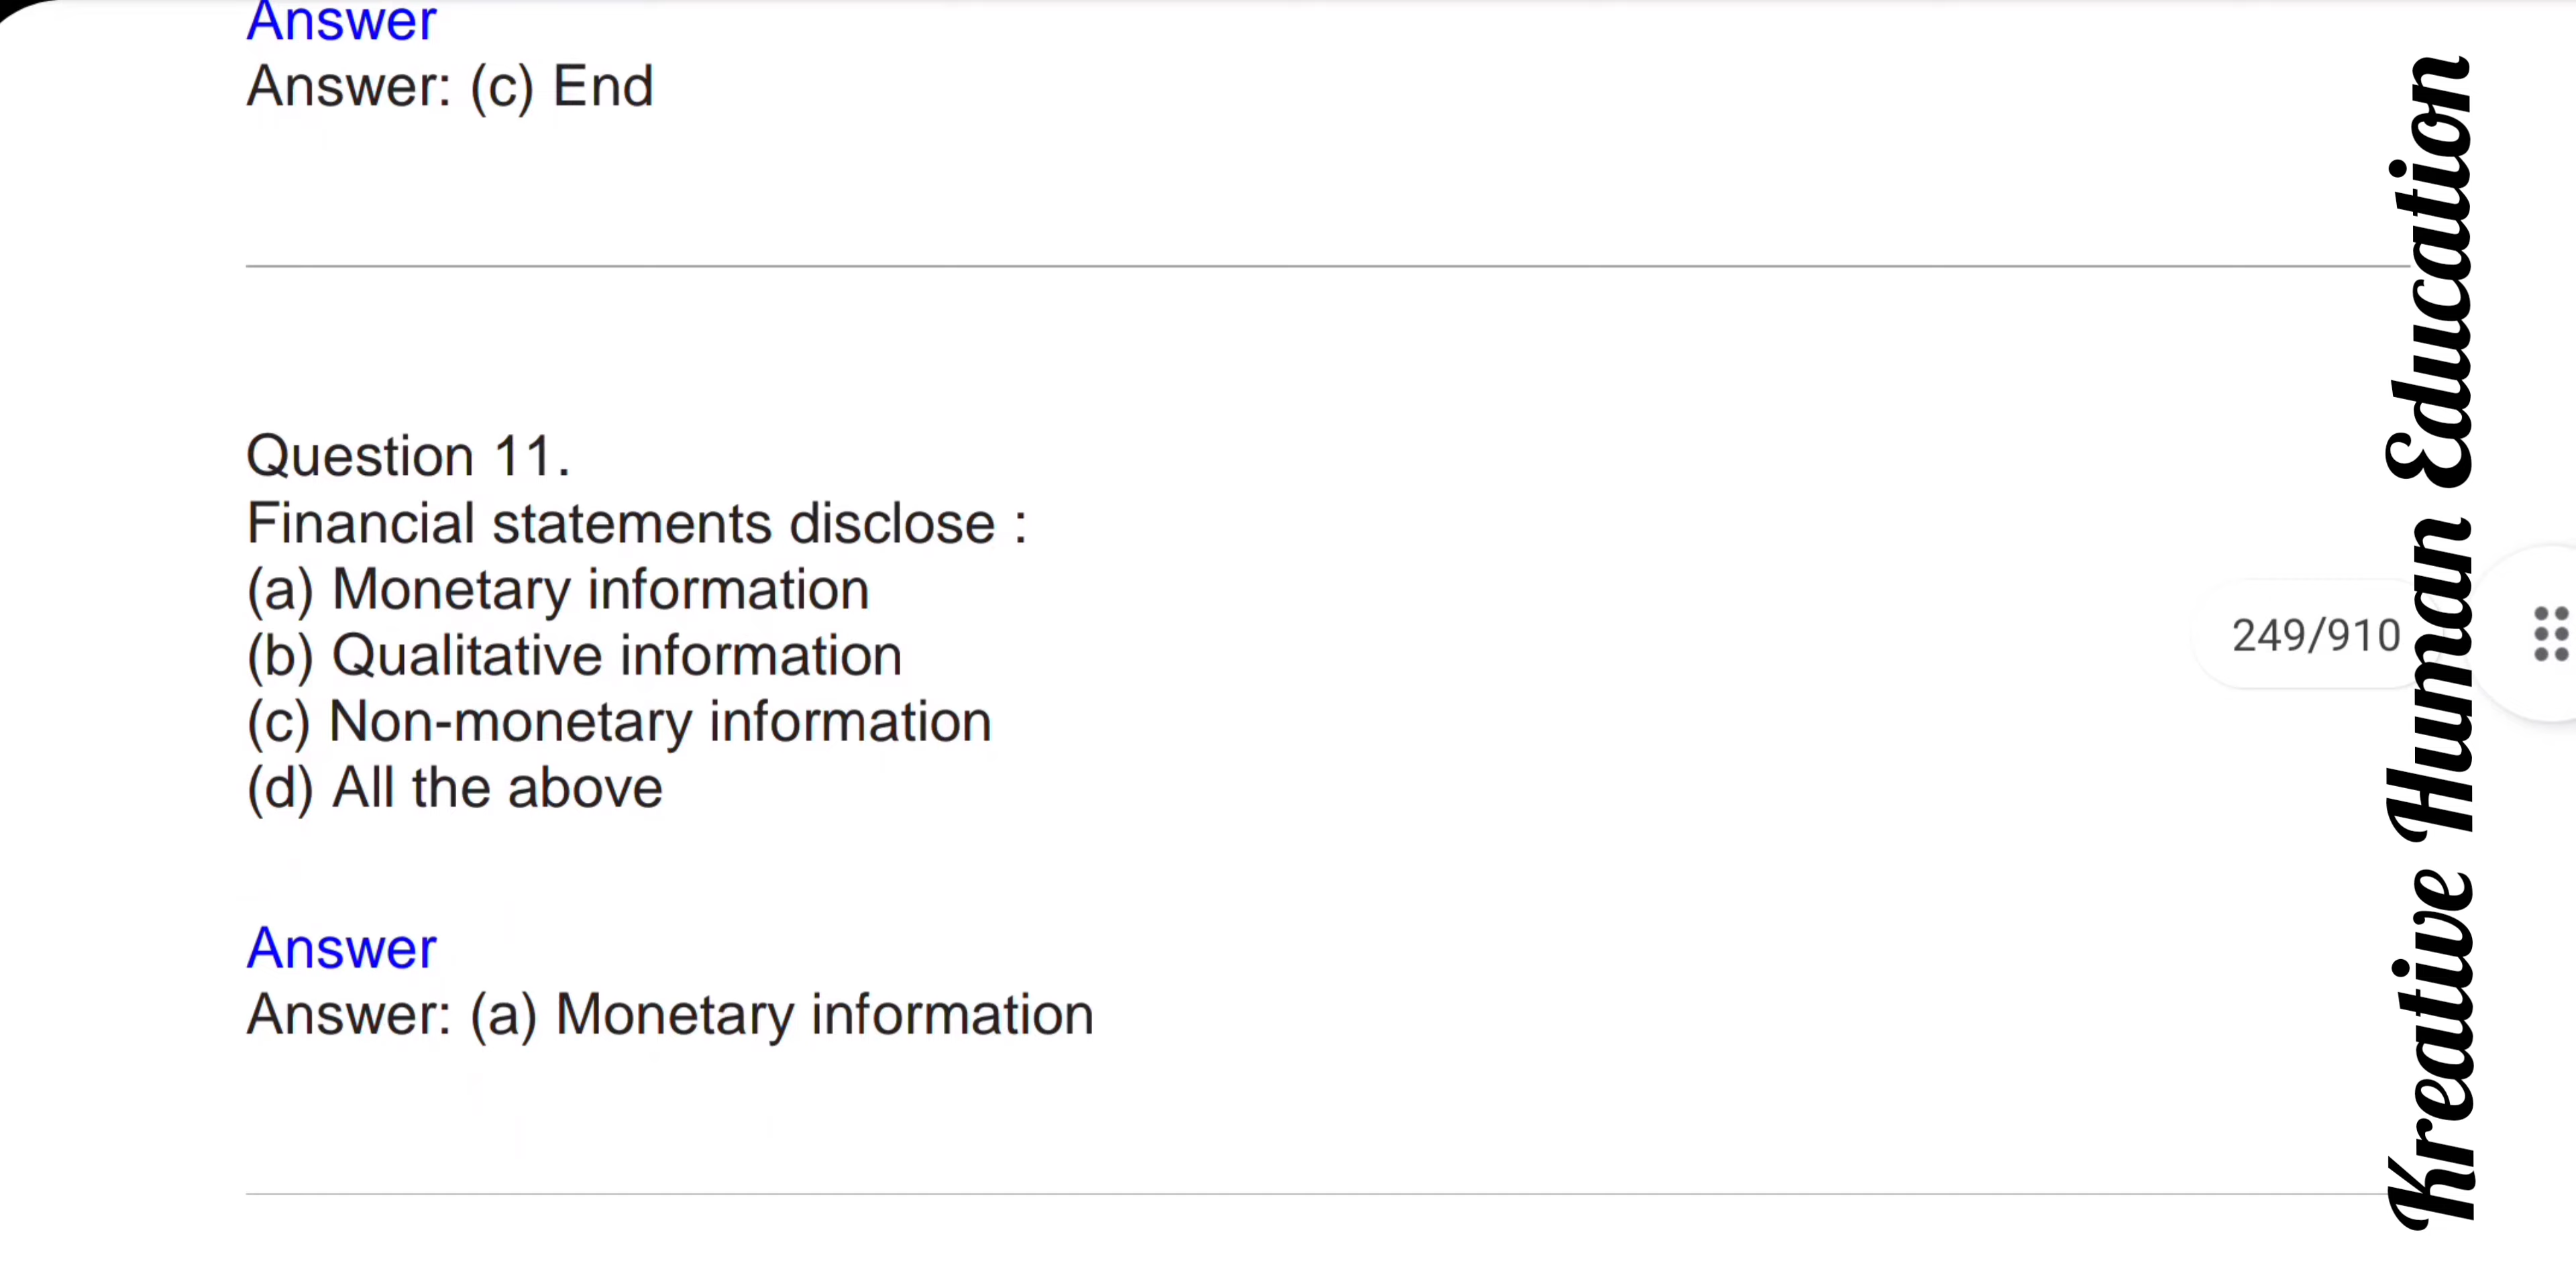 Answer
Answer: (c) End
Question 11.
Financial statements disclose :
(a) Monetary information
(b) Qualitative information
(c) Non-monetary information
(d) All the above
249/910
Answer
Answer: (a) Monetary information
Kreative Human Education